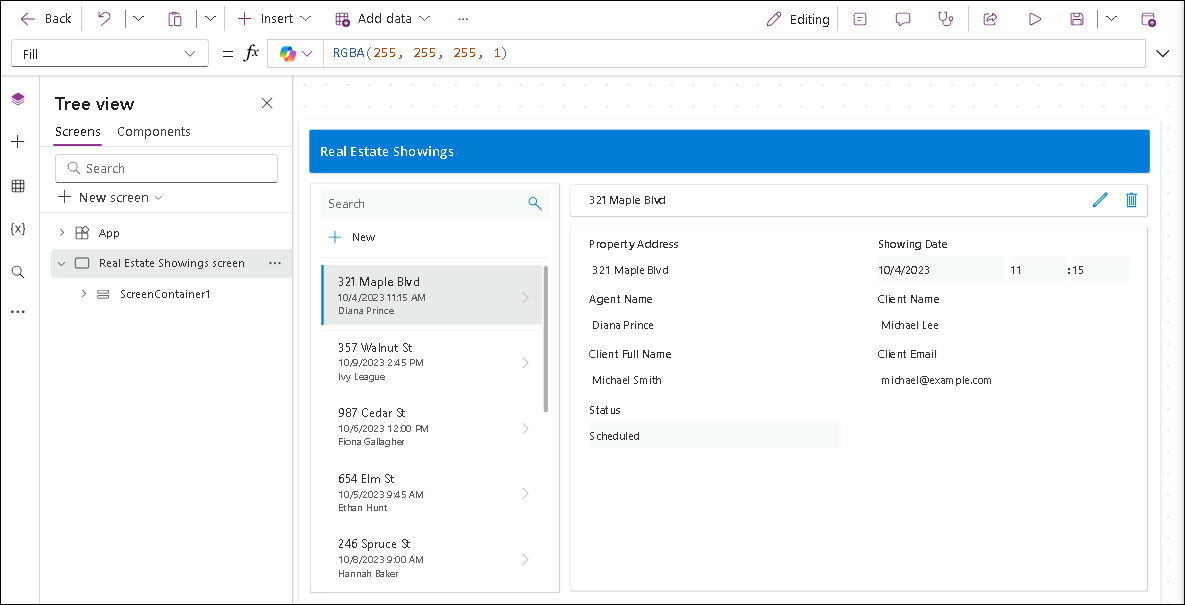 Back Insert Add data ... Editing
Fill = fx RGBA(255, 255, 255, 1)
Tree view
Screens Components
Search
New screen
App
Real Estate Showings screen ...
ScreenContainer1
{x}
Real Estate Showings
Search
New
321 Maple Blvd
10/4/2023 11:15 AM
Diana Prince
357 Walnut St
10/9/2023 2:45 PM
Ivy League
987 Cedar St
10/6/2023 12:00 PM
Fiona Gallagher
654 Elm St
10/5/2023 9:45 AM
Ethan Hunt
246 Spruce St
10/8/2023 9:00 AM
Hannah Baker
321 Maple Blvd
Property Address Showing Date
321 Maple Blvd 10/4/2023 11 : 15
Agent Name Client Name
Diana Prince Michael Lee
Client Full Name Client Email
Michael Smith michael@example.com
Status
Scheduled